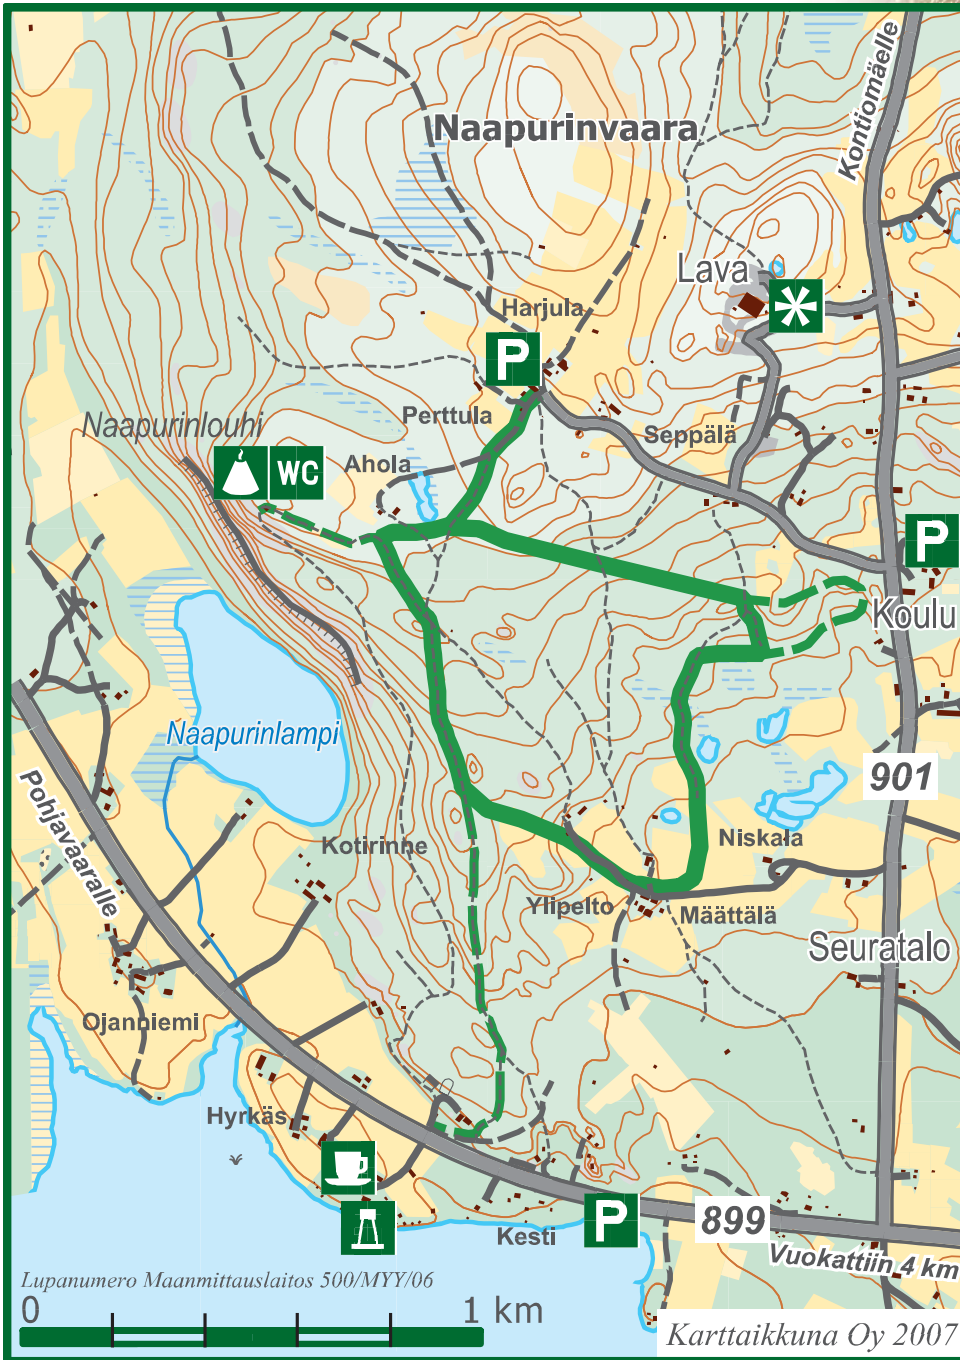 Kontiomäelle
Naapurinvaara
Lava
Harjula
P
Perttula
Seppälä
Naapurinlouhi
Ahola
WC
P
Koulu
Naapurinlampi
901
Pohjavaaralle
Kotirinne
Niskala
Ylipelto
Määttälä
Seuratalo
Ojanniemi
Hyrkäs
P
899
Kesti
Vuokattiin 4 km
Lupanumero Maanmittauslaitos 500/MYY/06
0 1 km
Karttaikkuna Oy 2007